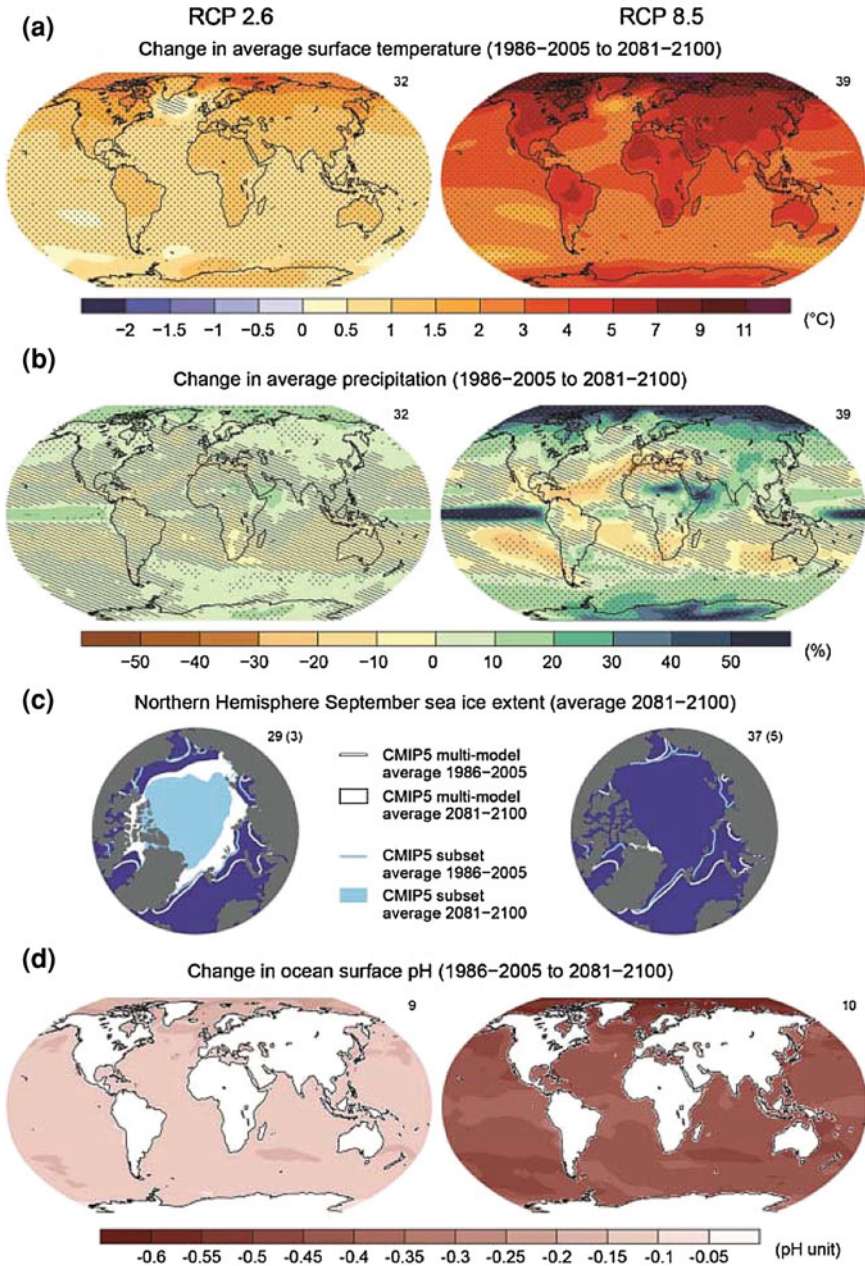 RCP 2.6 RCP 8.5
(a)
Change in average surface temperature (1986−2005 to 2081−2100)
32 39
−2 −1.5 −1 −0.5 0 0.5 1 1.5 2 3 4 5 7 9 11 (°C)
(b)
Change in average precipitation (1986−2005 to 2081−2100)
32 39
−50 −40 −30 −20 −10 0 10 20 30 40 50 (%)
(c)
Northern Hemisphere September sea ice extent (average 2081−2100)
29 (3) 37 (5)
CMIP5 multi-model
average 1986−2005
CMIP5 multi-model
average 2081−2100
CMIP5 subset
average 1986−2005
CMIP5 subset
average 2081−2100
(d)
Change in ocean surface pH (1986−2005 to 2081−2100)
9 10
-0.6 -0.55 -0.5 -0.45 -0.4 -0.35 -0.3 -0.25 -0.2 -0.15 -0.1 -0.05 (pH unit)